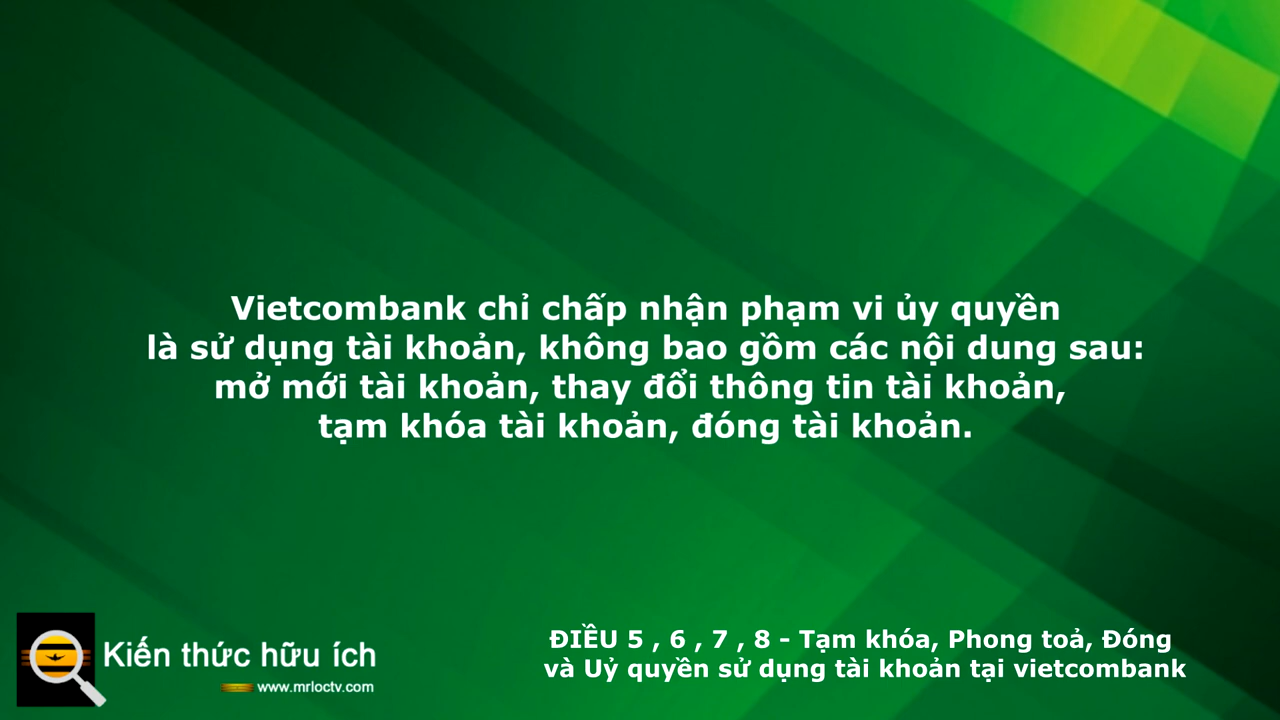 Vietcombank chỉ chấp nhận phạm vi ủy quyền
là sử dụng tài khoản, không bao gồm các nội dung sau:
mở mới tài khoản, thay đổi thông tin tài khoản,
tạm khóa tài khoản, đóng tài khoản.
Kiến thức hữu ích
www.mrloctv.com
ĐIỀU 5 , 6 , 7 , 8 - Tạm khóa, Phong toả, Đóng
và Uỷ quyền sử dụng tài khoản tại vietcombank